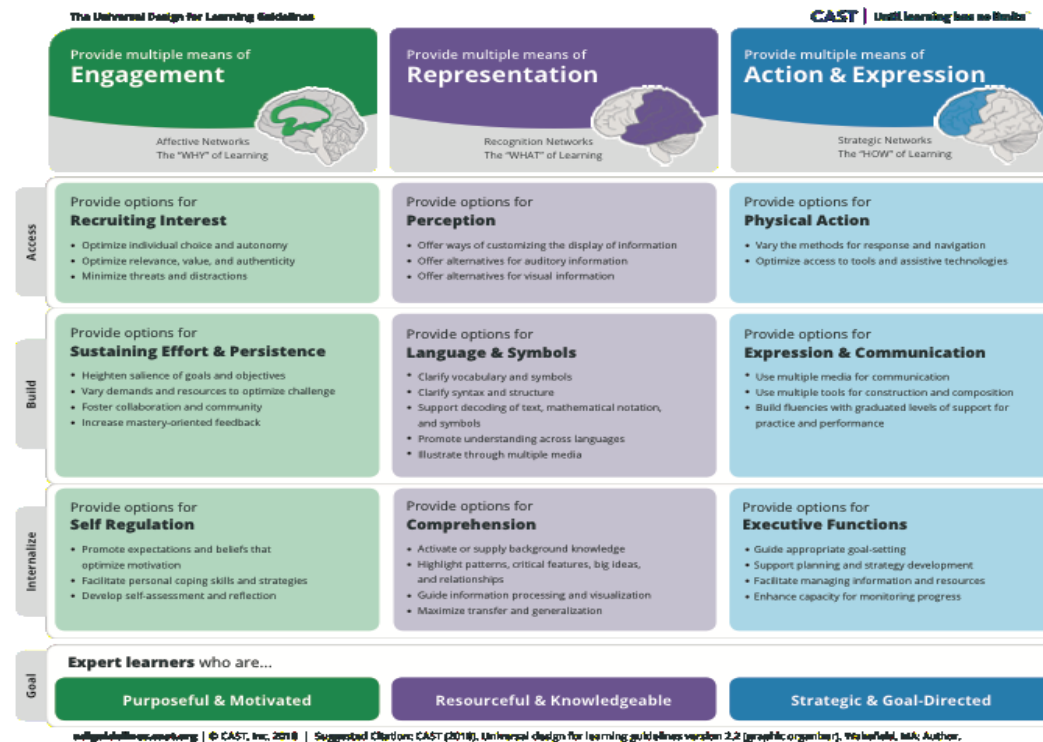 The Universal Design for Learning Guidelines
CAST | Until learning has no limits
Provide multiple means of
Engagement
Affective Networks
The "WHY" of Learning
Provide multiple means of
Representation
Recognition Networks
The "WHAT" of Learning
Provide multiple means of
Action & Expression
Strategic Networks
The "HOW" of Learning
Access
Provide options for
Recruiting Interest
• Optimize individual choice and autonomy
• Optimize relevance, value, and authenticity
• Minimize threats and distractions
Provide options for
Perception
• Offer ways of customizing the display of information
• Offer alternatives for auditory information
• Offer alternatives for visual information
Provide options for
Physical Action
• Vary the methods for response and navigation
• Optimize access to tools and assistive technologies
Build
Provide options for
Sustaining Effort & Persistence
• Heighten salience of goals and objectives
• Vary demands and resources to optimize challenge
• Foster collaboration and community
• Increase mastery-oriented feedback
Provide options for
Language & Symbols
• Clarify vocabulary and symbols
• Clarify syntax and structure
• Support decoding of text, mathematical notation,
and symbols
• Promote understanding across languages
• Illustrate through multiple media
Provide options for
Expression & Communication
• Use multiple media for communication
• Use multiple tools for construction and composition
• Build fluencies with graduated levels of support for
practice and performance
Internalize
Provide options for
Self Regulation
• Promote expectations and beliefs that
optimize motivation
• Facilitate personal coping skills and strategies
• Develop self-assessment and reflection
Provide options for
Comprehension
• Activate or supply background knowledge
• Highlight patterns, critical features, big ideas,
and relationships
• Guide information processing and visualization
• Maximize transfer and generalization
Provide options for
Executive Functions
• Guide appropriate goal-setting
• Support planning and strategy development
• Facilitate managing information and resources
• Enhance capacity for monitoring progress
Goal
Expert learners who are...
Purposeful & Motivated
Resourceful & Knowledgeable
Strategic & Goal-Directed
udlguidelines.cast.org | © CAST, Inc. 2018 | Suggested Citation: CAST (2018). Universal design for learning guidelines version 2.2 [graphic organizer]. Wakefield, MA: Author.